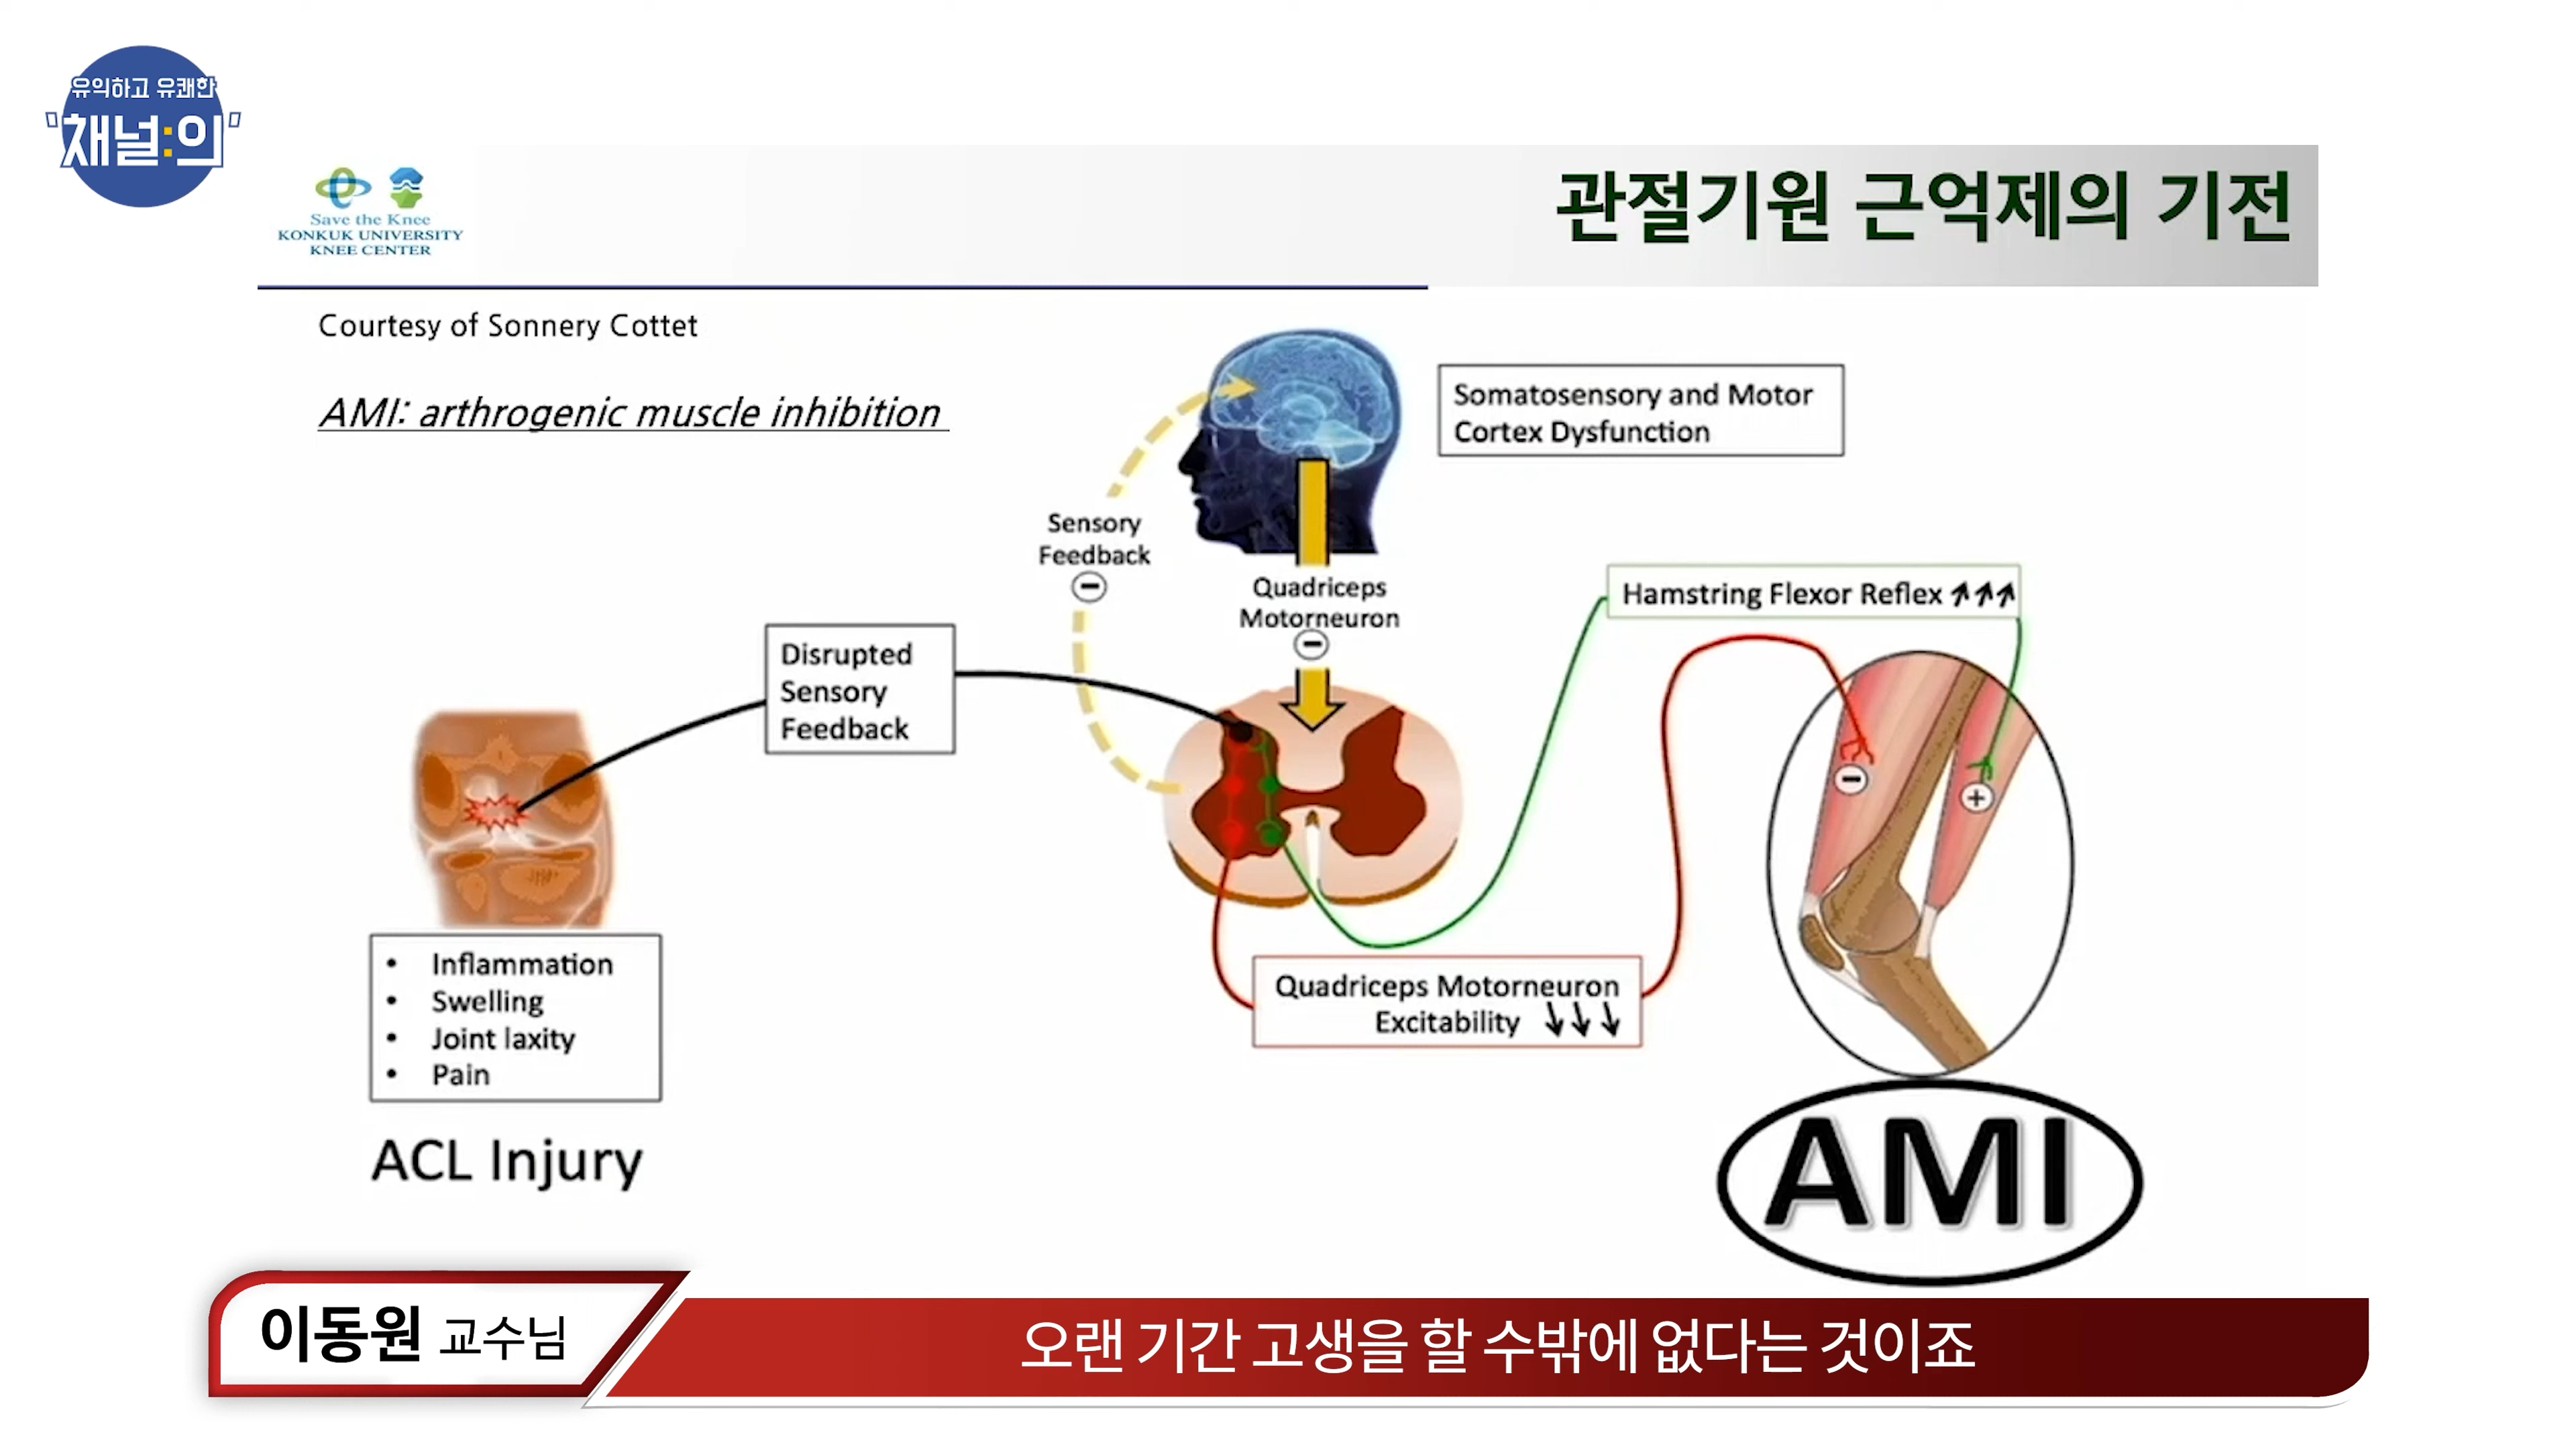 유익하고 유쾌한
'채널:의'
Save the Knee
KONKUK UNIVERSITY
KNEE CENTER
관절기원 근억제의 기전
Courtesy of Sonnery Cottet
AMI: arthrogenic muscle inhibition
Somatosensory and Motor
Cortex Dysfunction
Sensory
Feedback
−
Quadriceps
Motorneuron
−
Hamstring Flexor Reflex ↑↑↑
Disrupted
Sensory
Feedback
−
+
• Inflammation
• Swelling
• Joint laxity
• Pain
Quadriceps Motorneuron
Excitability ↓↓↓
ACL Injury
AMI
이동원 교수님
오랜 기간 고생을 할 수밖에 없다는 것이죠